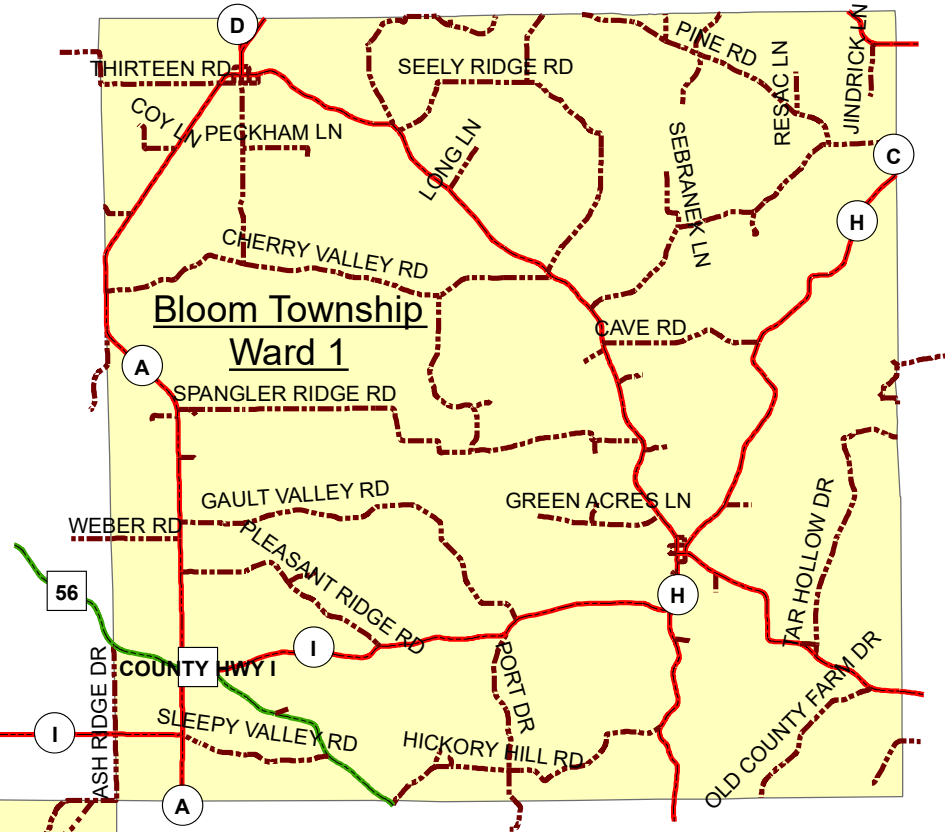 D
THIRTEEN RD
SEELY RIDGE RD
PINE RD
RESAC LN
JINDRICK LN
COY LN
PECKHAM LN
LONG LN
SEBRANEK LN
C
H
CHERRY VALLEY RD
Bloom Township
Ward 1
CAVE RD
A
SPANGLER RIDGE RD
GAULT VALLEY RD
GREEN ACRES LN
WEBER RD
PLEASANT RIDGE RD
TAR HOLLOW DR
56
H
I
COUNTY HWY I
PORT DR
OLD COUNTY FARM DR
ASH RIDGE DR
I
SLEEPY VALLEY RD
HICKORY HILL RD
A